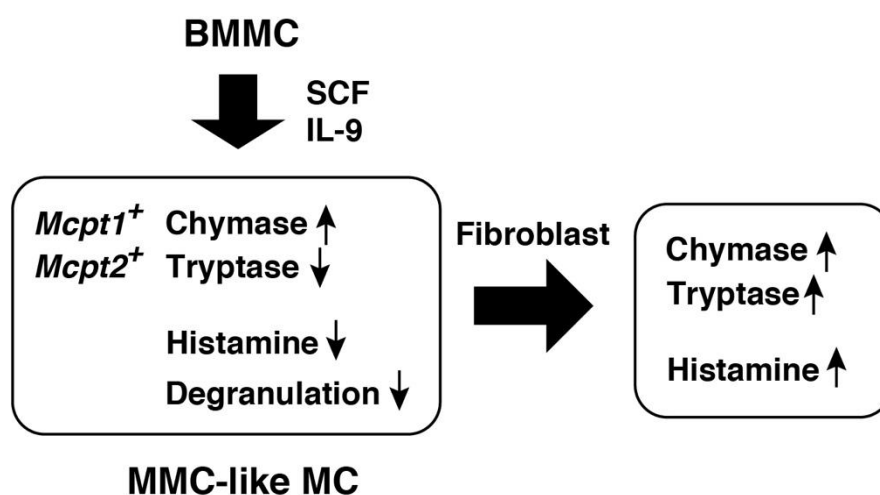 BMMC
SCF
IL-9
Mcpt1+ Chymase ↑
Mcpt2+ Tryptase ↓
Histamine ↓
Degranulation ↓
MMC-like MC
Fibroblast
Chymase ↑
Tryptase ↑
Histamine ↑